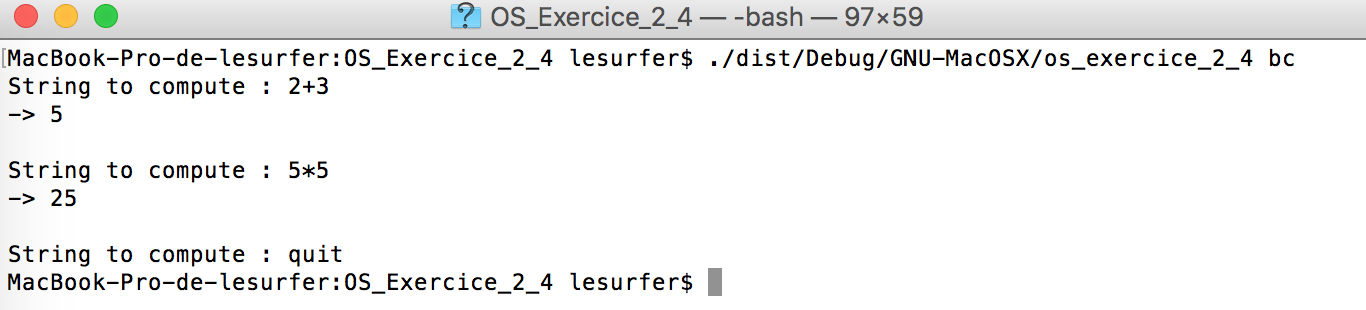 OS_Exercice_2_4 — -bash — 97×59
[MacBook-Pro-de-lesurfer:OS_Exercice_2_4 lesurfer$ ./dist/Debug/GNU-MacOSX/os_exercice_2_4 bc
String to compute : 2+3
-> 5
String to compute : 5*5
-> 25
String to compute : quit
MacBook-Pro-de-lesurfer:OS_Exercice_2_4 lesurfer$